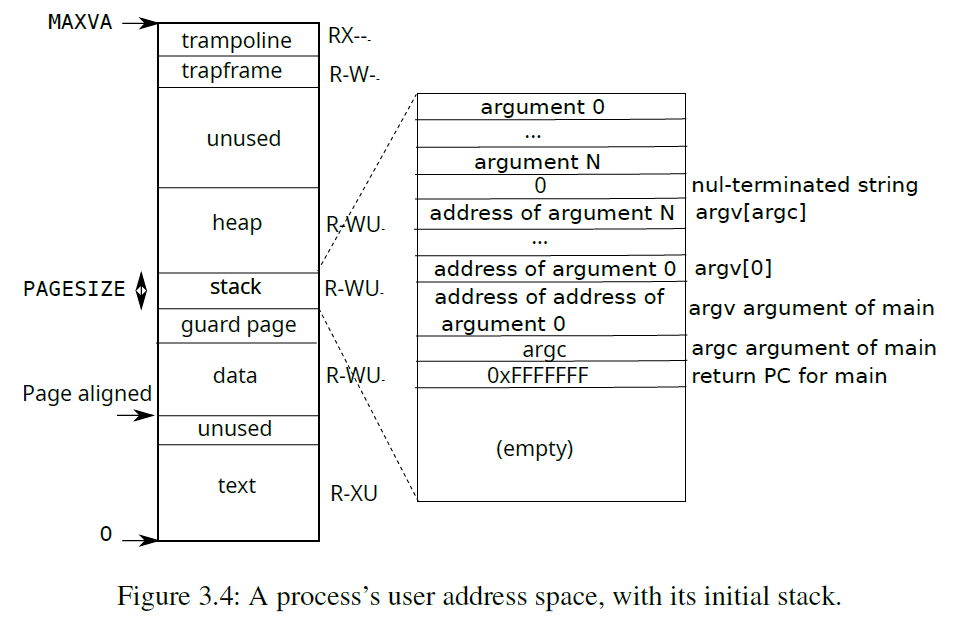 MAXVA
trampoline
RX--
trapframe
R-W-
unused
heap
R-WU
PAGESIZE
stack
R-WU
guard page
data
R-WU
Page aligned
unused
text
R-XU
0
argument 0
...
argument N
0
nul-terminated string
address of argument N
argv[argc]
...
address of argument 0
argv[0]
address of address of
argument 0
argv argument of main
argc
argc argument of main
0xFFFFFFF
return PC for main
(empty)
Figure 3.4: A process's user address space, with its initial stack.